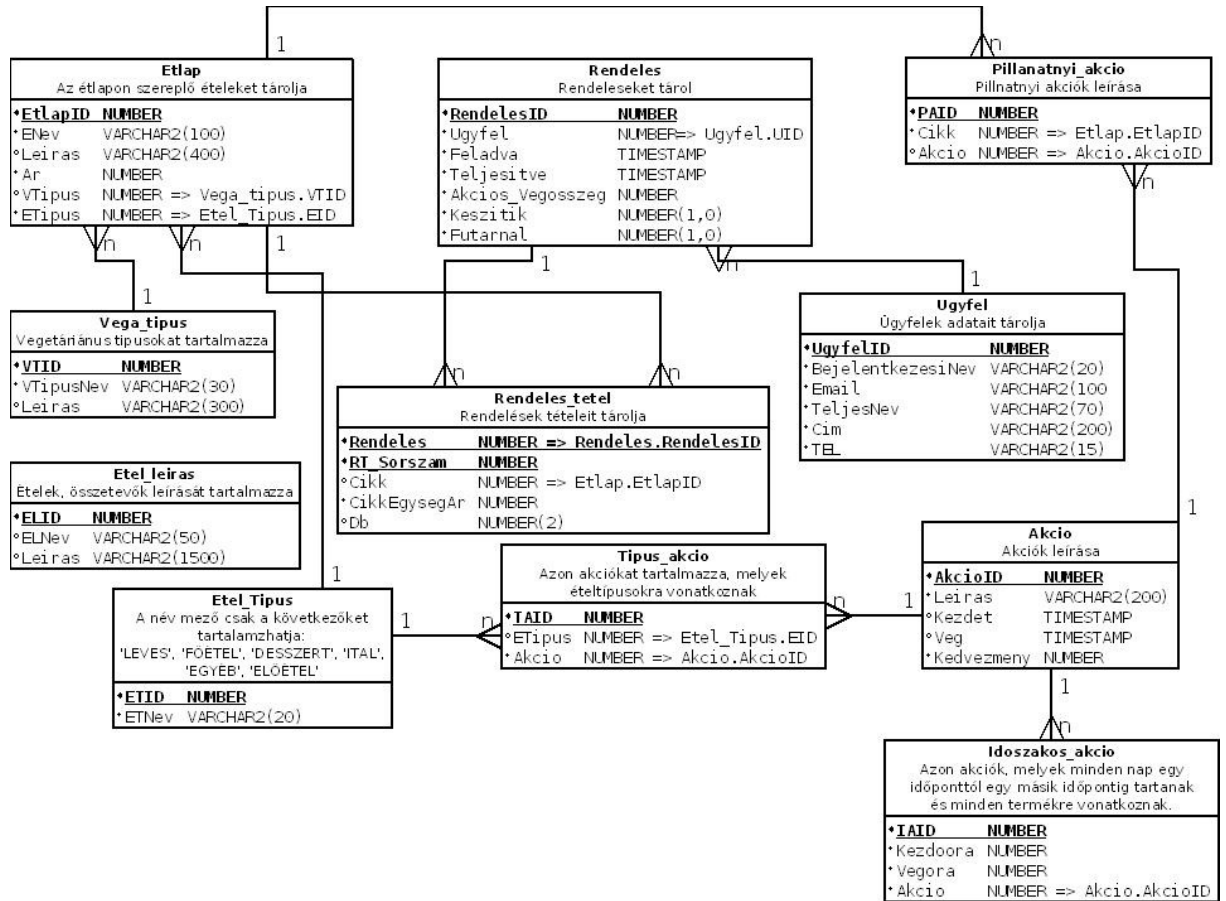 1
n
Etlap
Az étlapon szereplő ételeket tárolja
EtlapID NUMBER
ENev VARCHAR2(100)
Leiras VARCHAR2(400)
Ar NUMBER
VTipus NUMBER => Vega_tipus.VTID
ETipus NUMBER => Etel_Tipus.EID
n
n
1
Rendeles
Rendeleseket tárol
RendelesID NUMBER
Ugyfel NUMBER=> Ugyfel.UID
Feladva TIMESTAMP
Teljesitve TIMESTAMP
Akcios_Vegosszeg NUMBER
Keszitik NUMBER(1,0)
Futarnal NUMBER(1,0)
1
n
Pillanatnyi_akcio
Pillnatnyi akciók leírása
PAID NUMBER
Cikk NUMBER => Etlap.EtlapID
Akcio NUMBER => Akcio.AkcioID
n
1
Vega_tipus
Vegetáriánus tipusokat tartalmazza
VTID NUMBER
VTipusNev VARCHAR2(30)
Leiras VARCHAR2(300)
1
Ugyfel
Ügyfelek adatait tárolja
UgyfelID NUMBER
BejelentkezesiNev VARCHAR2(20)
Email VARCHAR2(100
TeljesNev VARCHAR2(70)
Cim VARCHAR2(200)
TEL VARCHAR2(15)
n
n
Rendeles_tetel
Rendelések tételeit tárolja
Rendeles NUMBER => Rendeles.RendelesID
RT_Sorszam NUMBER
Cikk NUMBER => Etlap.EtlapID
CikkEgysegAr NUMBER
Db NUMBER(2)
Etel_leiras
Ételek, összetevők leírását tartalmazza
ELID NUMBER
ELNev VARCHAR2(50)
Leiras VARCHAR2(1500)
1
Etel_Tipus
A név mező csak a következőket
tartalamzhatja:
'LEVES', 'FŐÉTEL', 'DESSZERT', 'ITAL',
'EGYÉB', 'ELŐÉTEL'
ETID NUMBER
ETNev VARCHAR2(20)
1
n
Tipus_akcio
Azon akciókat tartalmazza, melyek
ételtípusokra vonatkoznak
TAID NUMBER
ETipus NUMBER => Etel_Tipus.EID
Akcio NUMBER => Akcio.AkcioID
n
1
1
Akcio
Akciók leírása
AkcioID NUMBER
Leiras VARCHAR2(200)
Kezdet TIMESTAMP
Veg TIMESTAMP
Kedvezmeny NUMBER
1
n
Idoszakos_akcio
Azon akciók, melyek minden nap egy
időponttól egy másik időpontig tartanak
és minden termékre vonatkoznak.
IAID NUMBER
Kezdoora NUMBER
Vegora NUMBER
Akcio NUMBER => Akcio.AkcioID